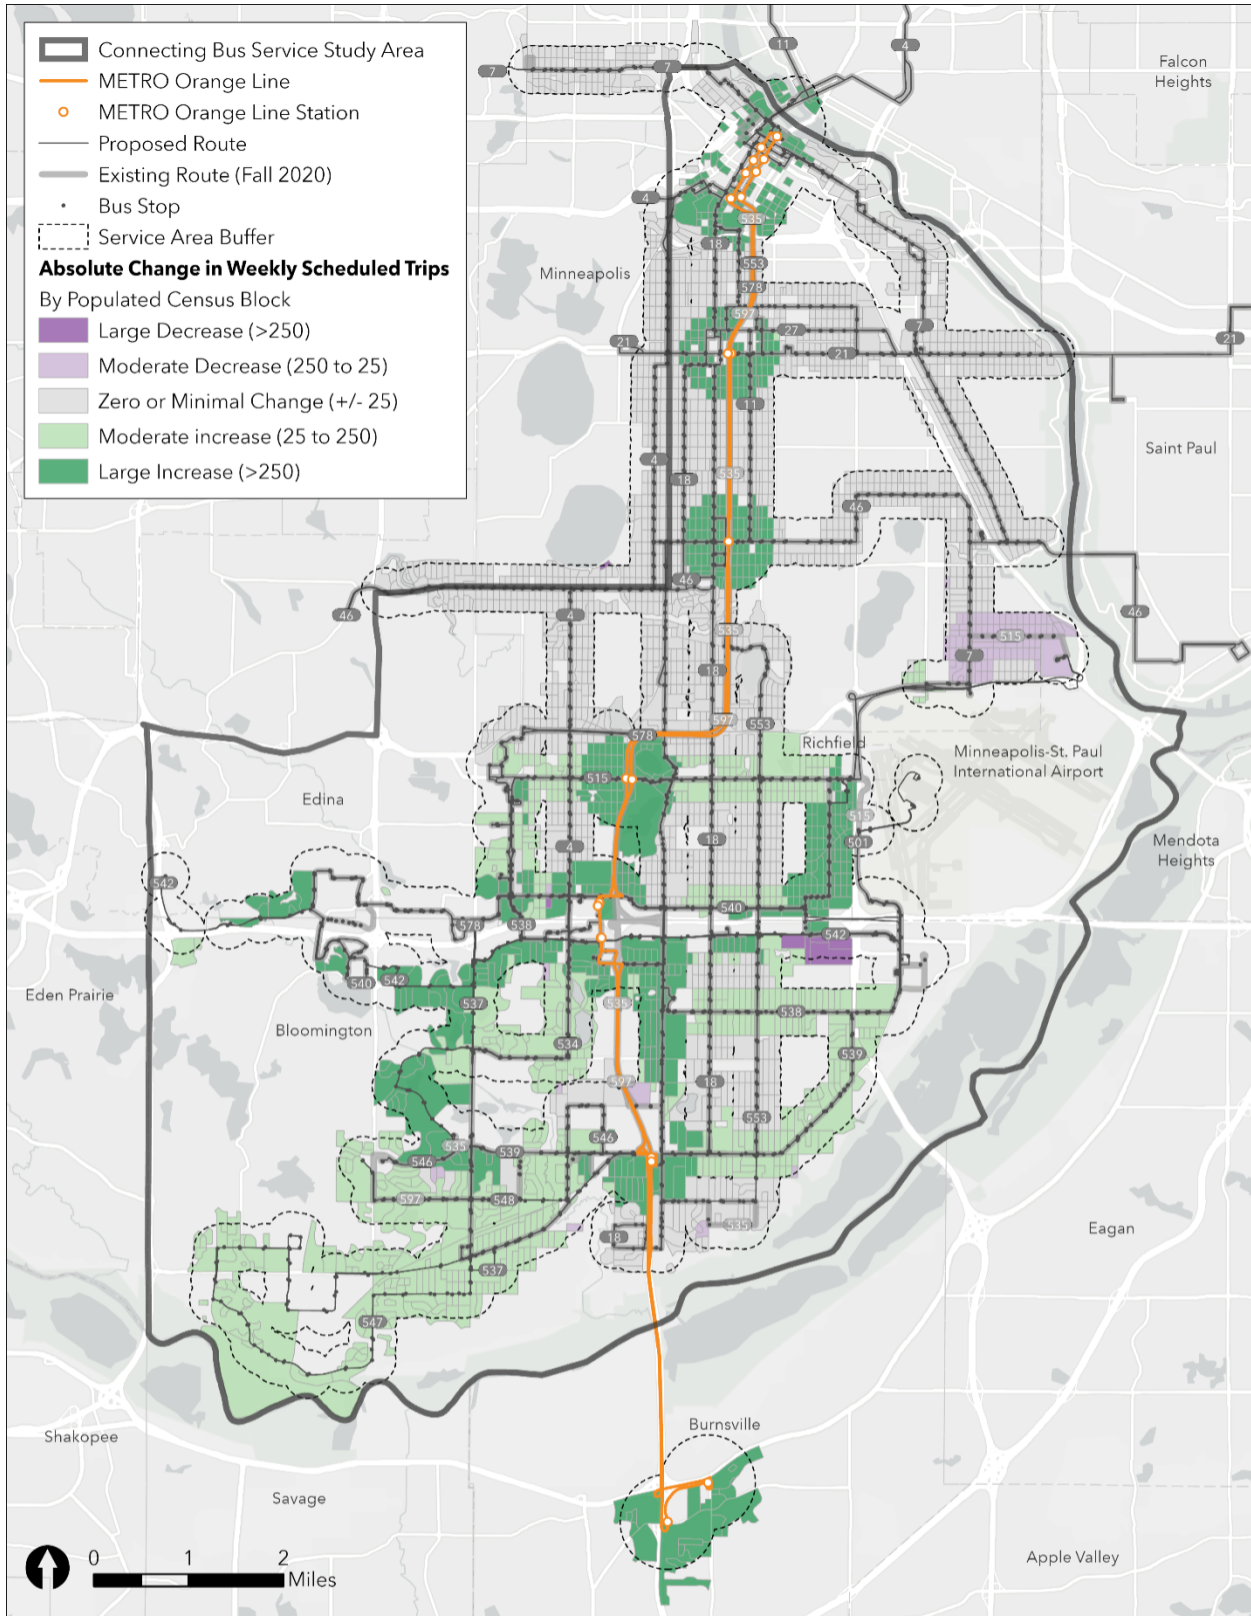 Connecting Bus Service Study Area
METRO Orange Line
METRO Orange Line Station
Proposed Route
Existing Route (Fall 2020)
Bus Stop
Service Area Buffer
Absolute Change in Weekly Scheduled Trips
By Populated Census Block
Large Decrease (>250)
Moderate Decrease (250 to 25)
Zero or Minimal Change (+/- 25)
Moderate increase (25 to 250)
Large Increase (>250)
11
4
7
7
Falcon
Heights
4
535
18
Minneapolis
553
578
597
27
7
21
21
21
11
Saint Paul
4
18
535
46
46
46
4
46
535
515
18
7
597
553
578
Richfield
Minneapolis-St. Paul
International Airport
515
Edina
515
4
18
501
Mendota
Heights
542
540
578
538
542
540
542
Eden Prairie
537
535
538
Bloomington
534
539
597
18
553
535
539
546
546
597
548
535
18
Eagan
537
547
Burnsville
Shakopee
Savage
Apple Valley
0 1 2
Miles